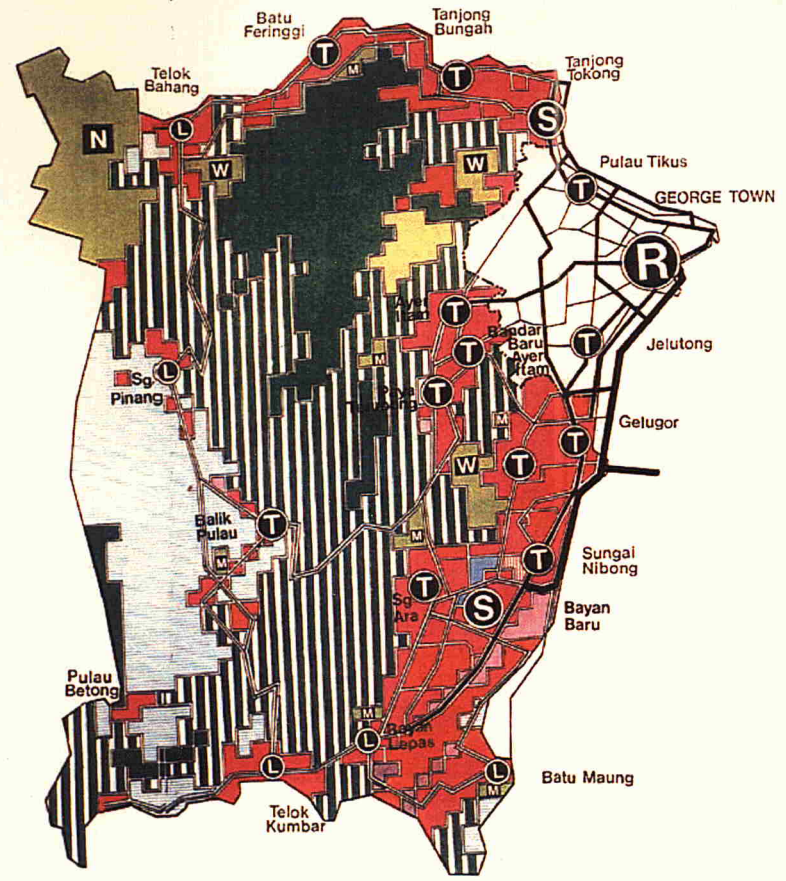 Batu
Feringgi
Tanjong
Bungah
T
M
T
Tanjong
Tokong
Telok
Bahang
L
S
N
W
W
Pulau Tikus
T
GEORGE TOWN
R
Ayer
Itam
T
Bandar
Baru
Ayer
Itam
T
T
Jelutong
M
L
Sg.
Pinang
Paya
Terubong
T
M
Gelugor
T
W
T
Balik
Pulau
T
M
M
Sungai
Nibong
T
Sg.
Ara
T
S
Bayan
Baru
Pulau
Betong
M
Bayan
Lepas
L
L
L
M
Batu Maung
Telok
Kumbar